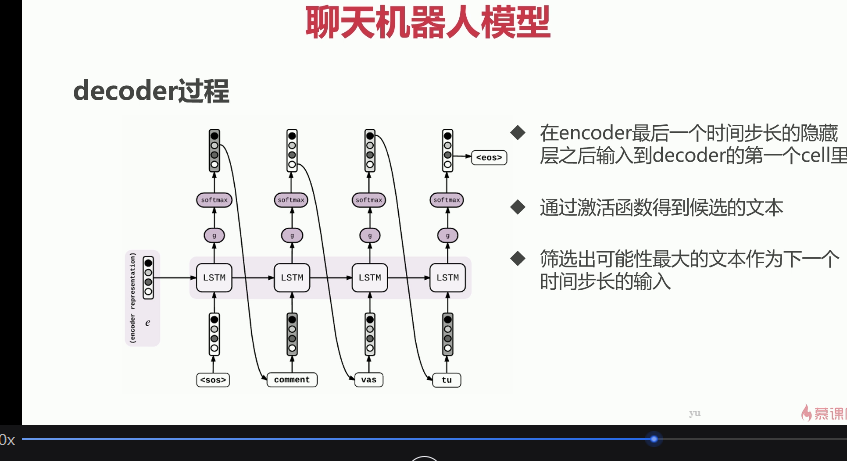 聊天机器人模型
decoder过程
在encoder最后一个时间步长的隐藏
层之后输入到decoder的第一个cell里
通过激活函数得到候选的文本
筛选出可能性最大的文本作为下一个
时间步长的输入
<eos>
softmax softmax softmax softmax
g g g g
LSTM LSTM LSTM LSTM
(encoder representation)
e
<sos> comment vas tu
yu
慕课
0x